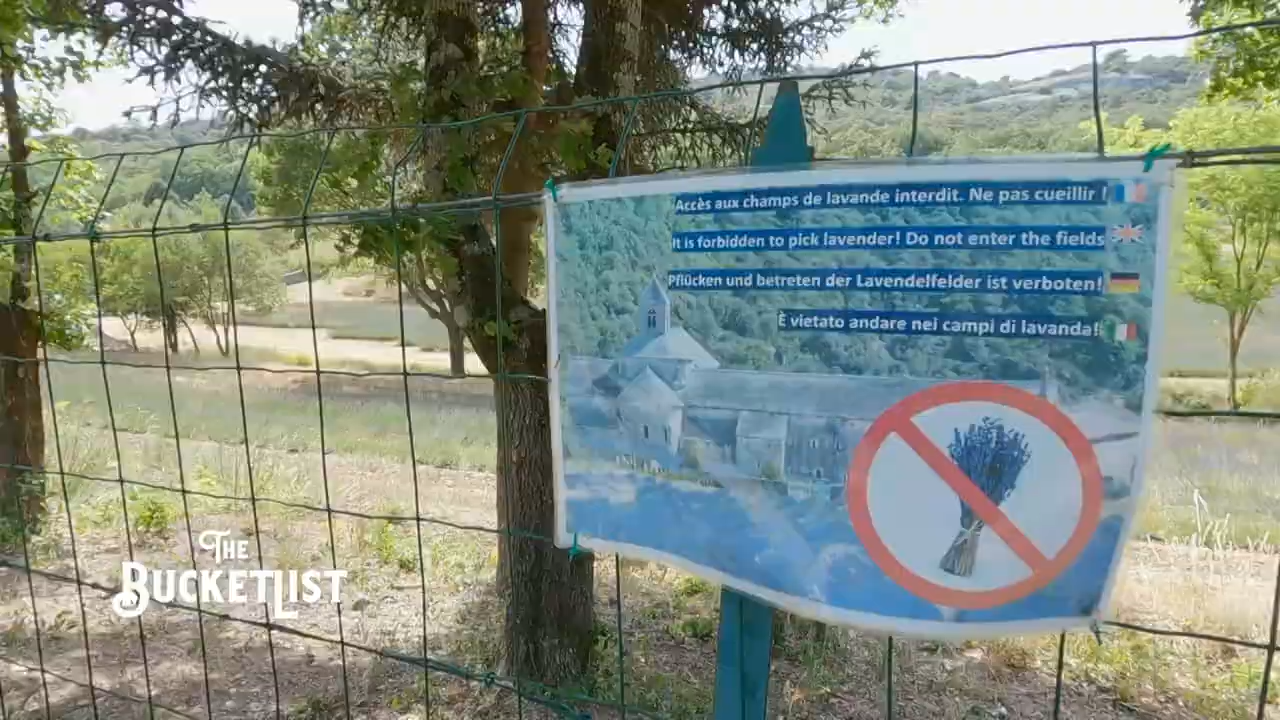 Accès aux champs de lavande interdit. Ne pas cueillir !
It is forbidden to pick lavender! Do not enter the fields
Pflücken und betreten der Lavendelfelder ist verboten!
È vietato andare nei campi di lavanda!
THE
BUCKETLIST